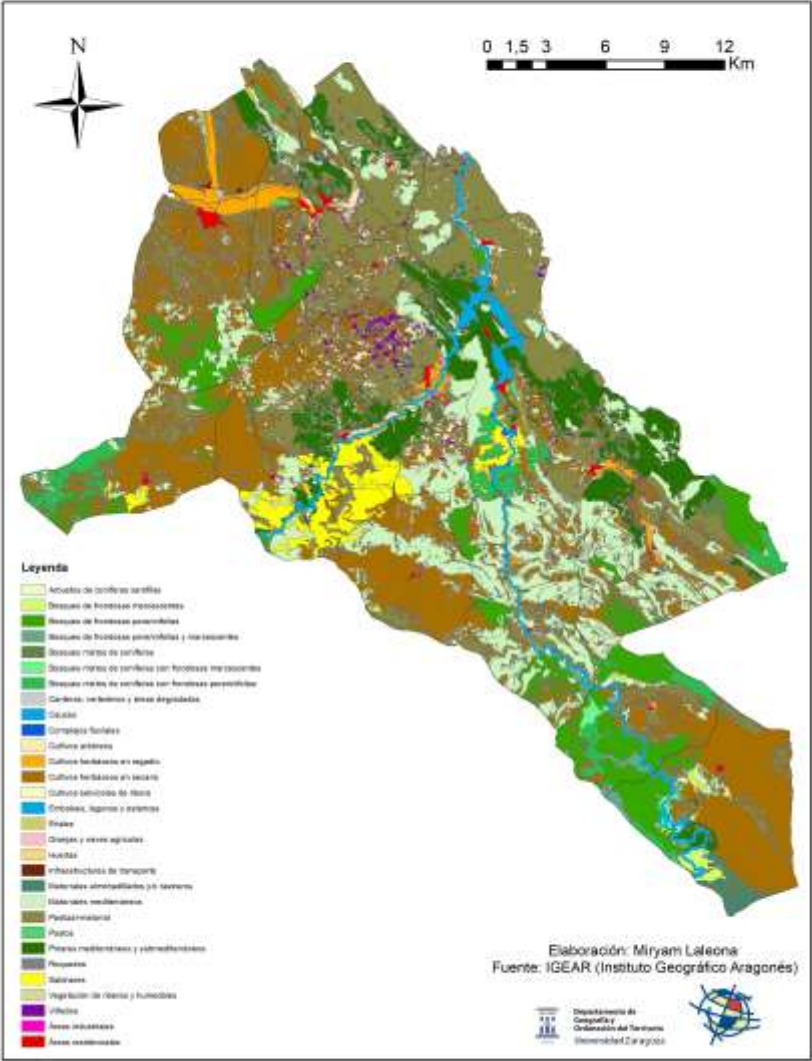 N
0 1,5 3 6 9 12
Km
Leyenda
Bosques de frondosas marcescentes
Bosques de frondosas perennifolias
Bosques de frondosas perennifolias y marcescentes
Bosques mixtos de coníferas
Bosques mixtos de coníferas con frondosas marcescentes
Bosques mixtos de coníferas con frondosas perennifolias
Canteras, vertederos y áreas degradadas
Cauces
Complejos fluviales
Cultivos arbóreos
Cultivos herbáceos en regadío
Cultivos herbáceos en secano
Cultivos
Embalses, lagunas y
Eriales
Granjas y naves agrícolas
Huertas
Infraestructuras de transporte
Matorrales
Matorrales mediterráneos
Pastizal-matorral
Pastos
Pinares mediterráneos y submediterráneos
Roquedos
Sabinares
Vegetación de riberas y humedales
Viñedos
Áreas industriales
Áreas residenciales
Elaboración: Miryam Laleona
Fuente: IGEAR (Instituto Geográfico Aragonés)
Departamento de
Geografía y
Ordenación del Territorio
Universidad Zaragoza